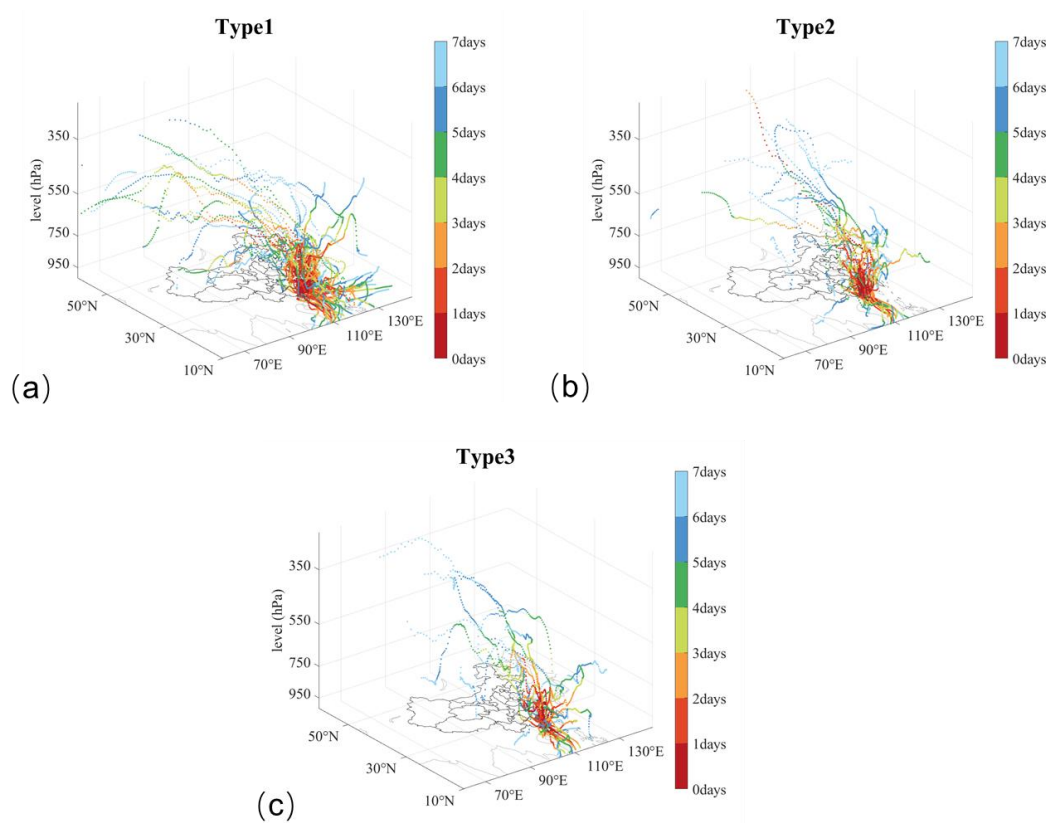 Type1
7days
6days
5days
4days
3days
2days
1days
0days
350
550
750
950
level (hPa)
50°N
30°N
10°N
70°E
90°E
110°E
130°E
(a)
Type2
7days
6days
5days
4days
3days
2days
1days
0days
350
550
750
950
level (hPa)
50°N
30°N
10°N
70°E
90°E
110°E
130°E
(b)
Type3
7days
6days
5days
4days
3days
2days
1days
0days
350
550
750
950
level (hPa)
50°N
30°N
10°N
70°E
90°E
110°E
130°E
(c)